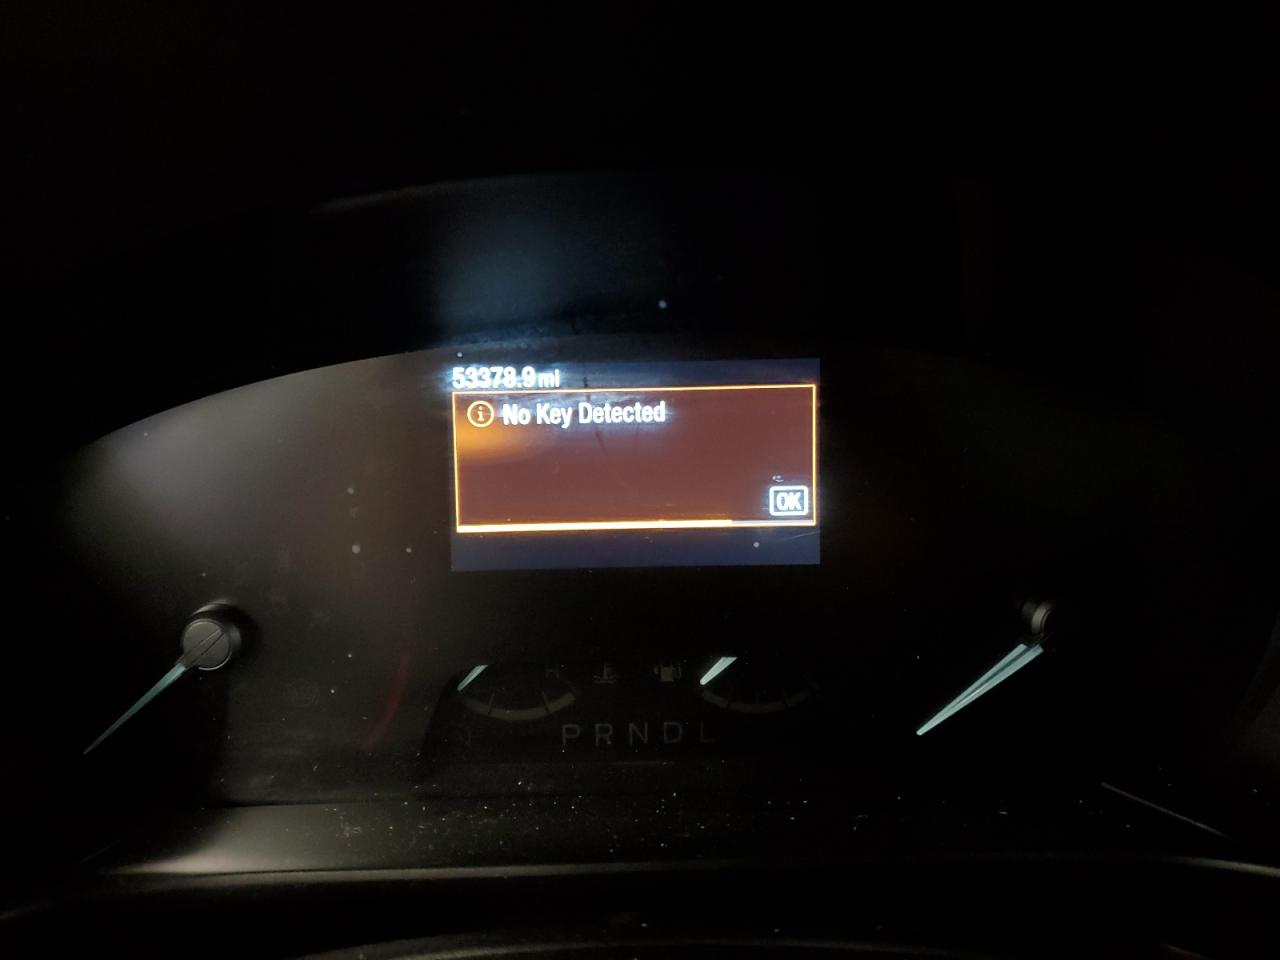 53378.9 mi
No Key Detected
OK
PRNDL